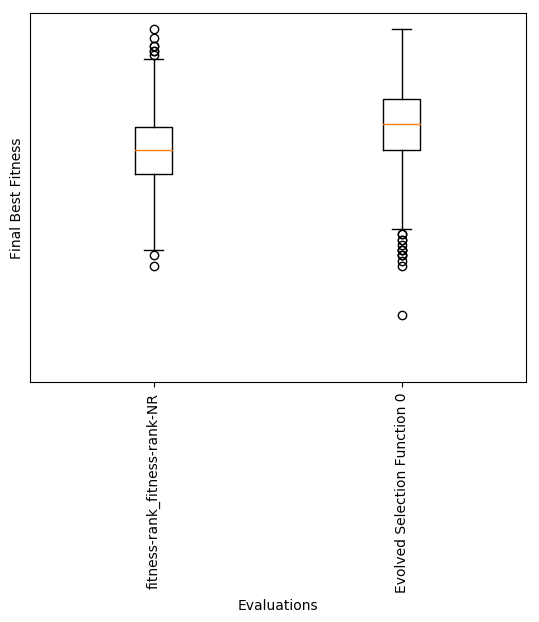 Final Best Fitness
fitness-rank_fitness-rank-NR
Evolved Selection Function 0
Evaluations